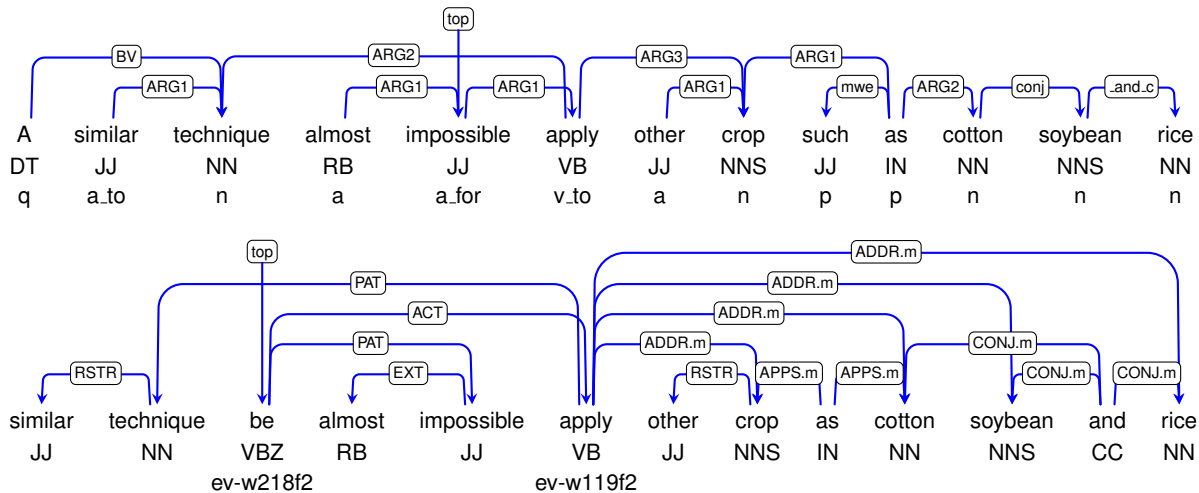 top
BV ARG2 ARG3 ARG1
ARG1 ARG1 ARG1 ARG1 mwe ARG2 conj _and_c
A similar technique almost impossible apply other crop such as cotton soybean rice
DT JJ NN RB JJ VB JJ NNS JJ IN NN NNS NN
q a_to n a a_for v_to a n p p n n n
top ADDR.m
PAT ADDR.m
ACT ADDR.m
PAT ADDR.m CONJ.m
RSTR EXT RSTR APPS.m APPS.m CONJ.m CONJ.m
similar technique be almost impossible apply other crop as cotton soybean and rice
JJ NN VBZ RB JJ VB JJ NNS IN NN NNS CC NN
ev-w218f2 ev-w119f2